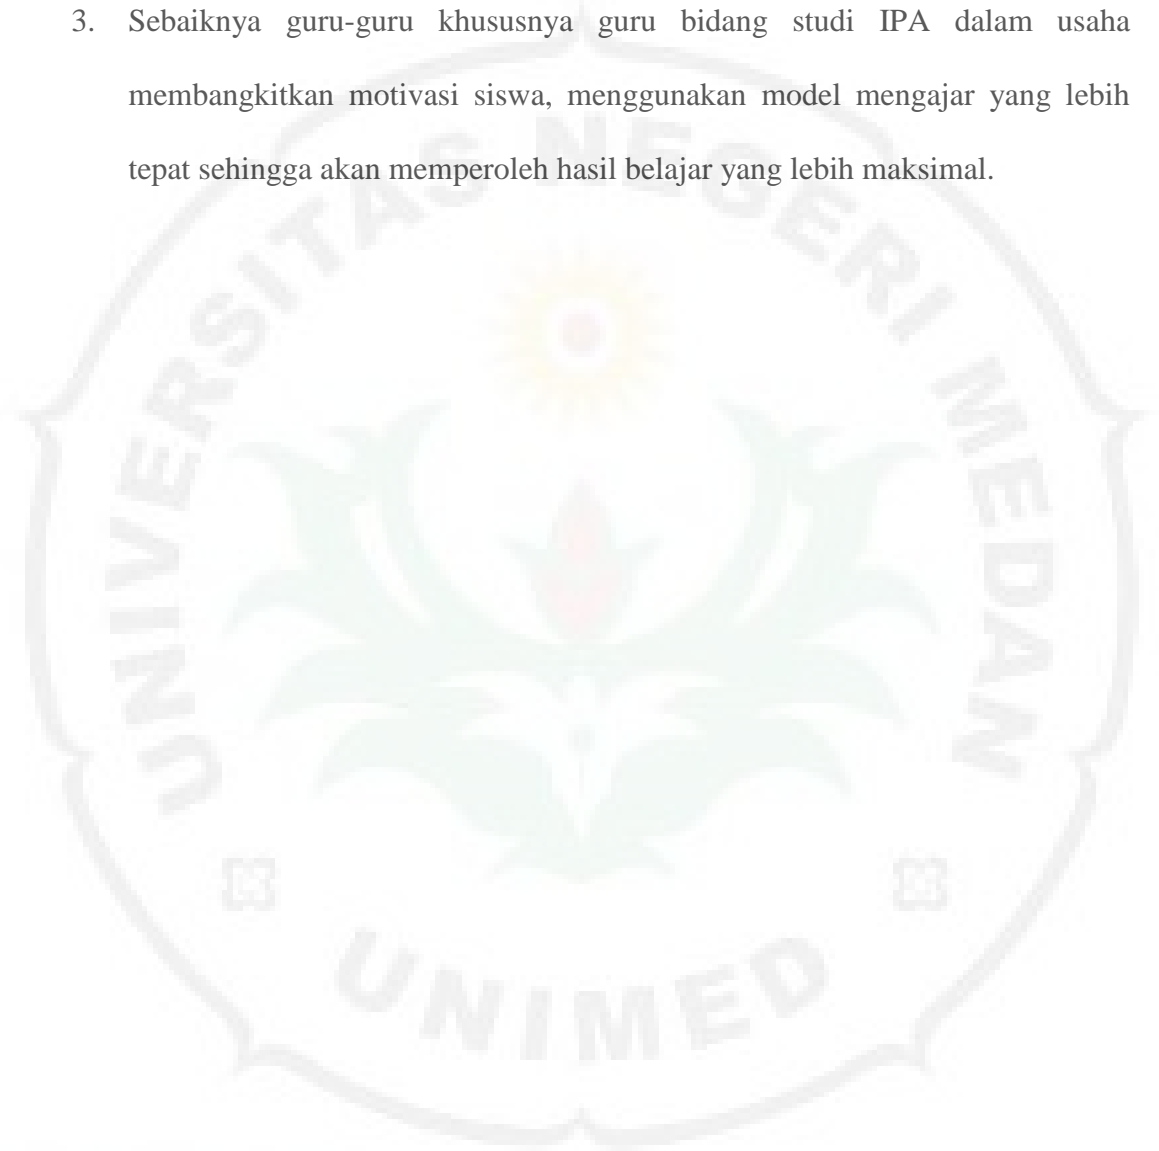 3. Sebaiknya guru-guru khususnya guru bidang studi IPA dalam usaha
membangkitkan motivasi siswa, menggunakan model mengajar yang lebih
tepat sehingga akan memperoleh hasil belajar yang lebih maksimal.
UNIVERSITAS NEGERI MEDAN
UNIMED